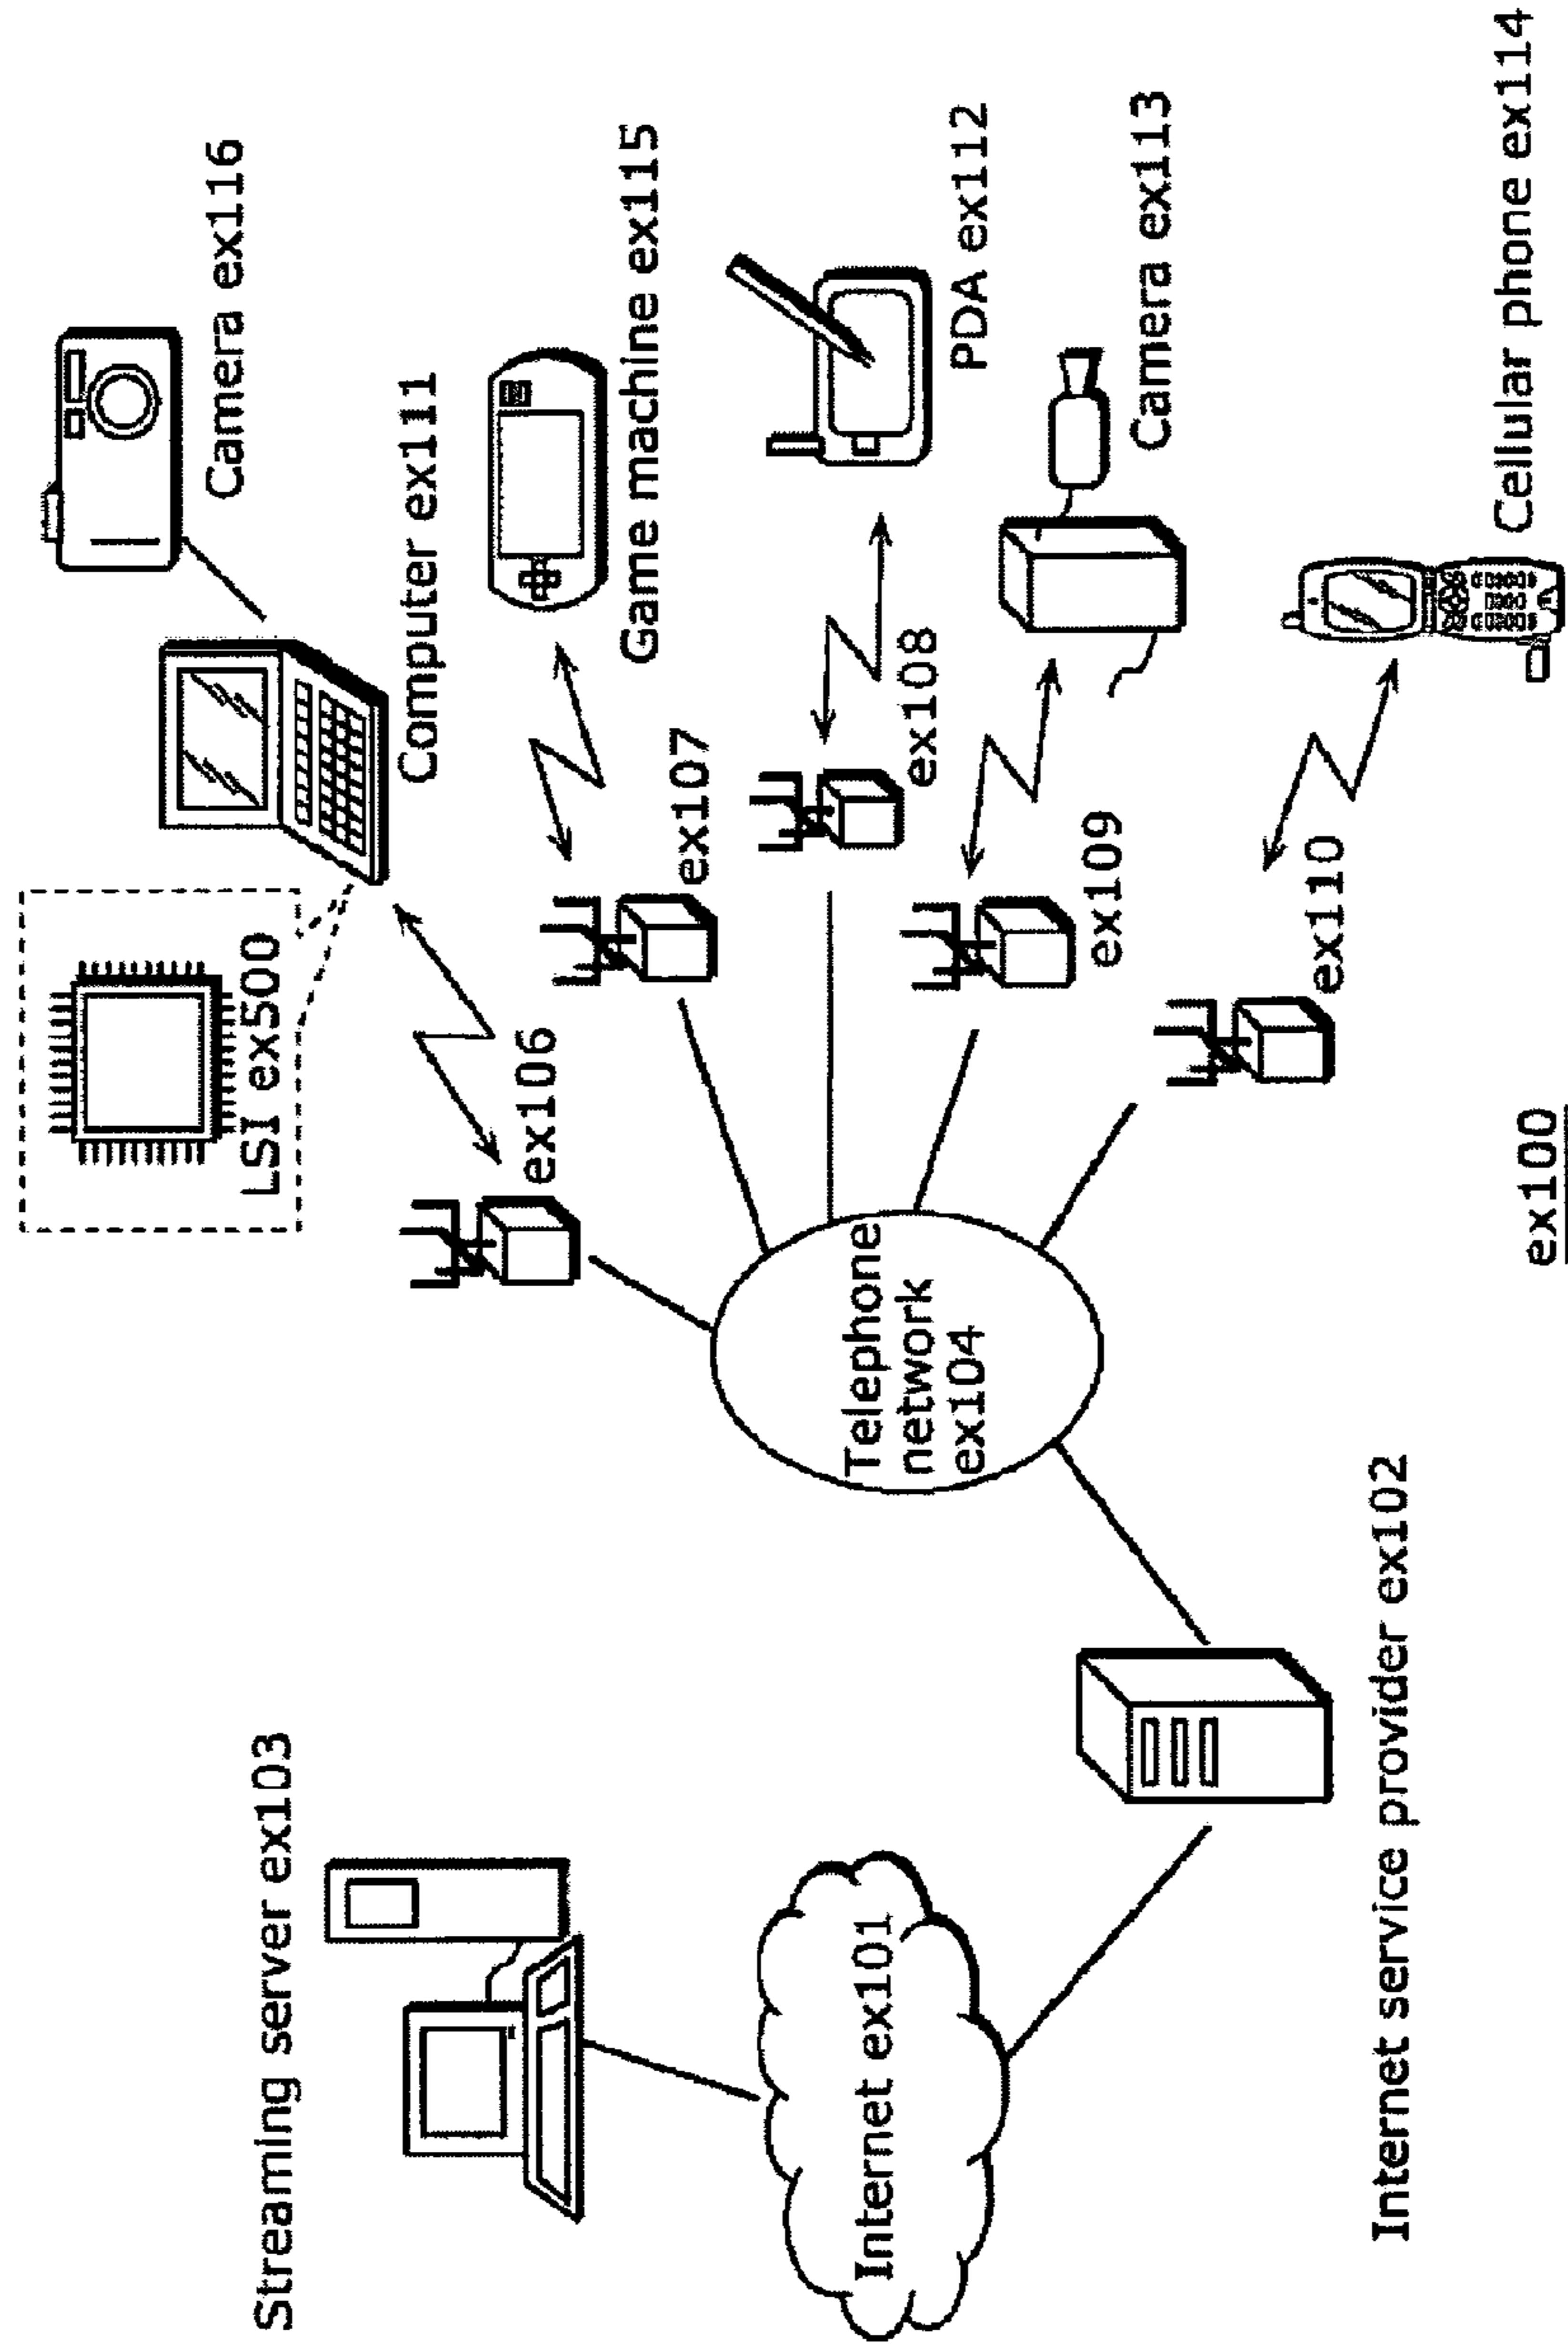 Streaming server ex103
Internet ex101
Internet service provider ex102
Telephone
network
ex104
LSI ex500
ex106
ex107
ex108
ex109
ex110
Camera ex116
Computer ex111
Game machine ex115
PDA ex112
Camera ex113
Cellular phone ex114
ex100